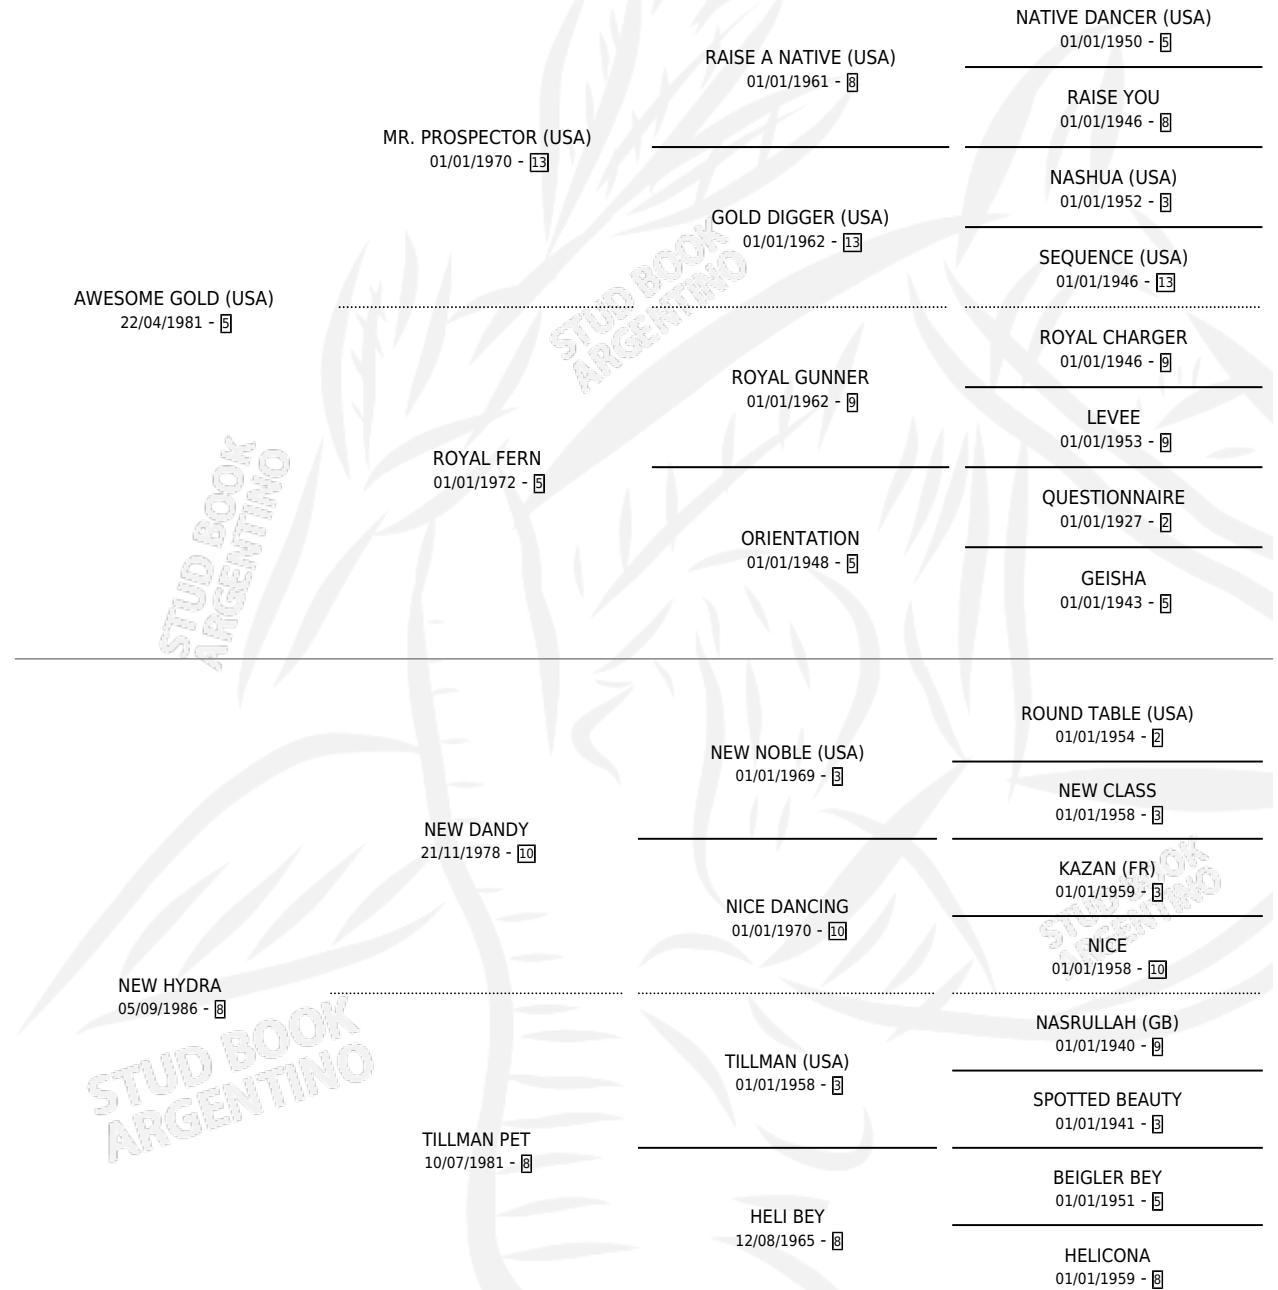 NATIVE DANCER (USA)
01/01/1950 - 5
RAISE A NATIVE (USA)
01/01/1961 - 8
RAISE YOU
01/01/1946 - 8
MR. PROSPECTOR (USA)
01/01/1970 - 13
NASHUA (USA)
01/01/1952 - 3
GOLD DIGGER (USA)
01/01/1962 - 13
SEQUENCE (USA)
01/01/1946 - 13
AWESOME GOLD (USA)
22/04/1981 - 5
STUD BOOK
ARGENTINO
ROYAL CHARGER
01/01/1946 - 9
ROYAL GUNNER
01/01/1962 - 9
LEVEE
01/01/1953 - 9
ROYAL FERN
01/01/1972 - 5
QUESTIONNAIRE
01/01/1927 - 2
ORIENTATION
01/01/1948 - 5
GEISHA
01/01/1943 - 5
STUD BOOK
ARGENTINO
ROUND TABLE (USA)
01/01/1954 - 2
NEW NOBLE (USA)
01/01/1969 - 3
NEW CLASS
01/01/1958 - 3
NEW DANDY
21/11/1978 - 10
KAZAN (FR)
01/01/1959 - 3
NICE DANCING
01/01/1970 - 10
STUD BOOK
ARGENTINO
NICE
01/01/1958 - 10
NEW HYDRA
05/09/1986 - 8
NASRULLAH (GB)
01/01/1940 - 9
STUD BOOK
ARGENTINO
TILLMAN (USA)
01/01/1958 - 3
SPOTTED BEAUTY
01/01/1941 - 3
TILLMAN PET
10/07/1981 - 8
BEIGLER BEY
01/01/1951 - 5
HELI BEY
12/08/1965 - 8
HELICONA
01/01/1959 - 8